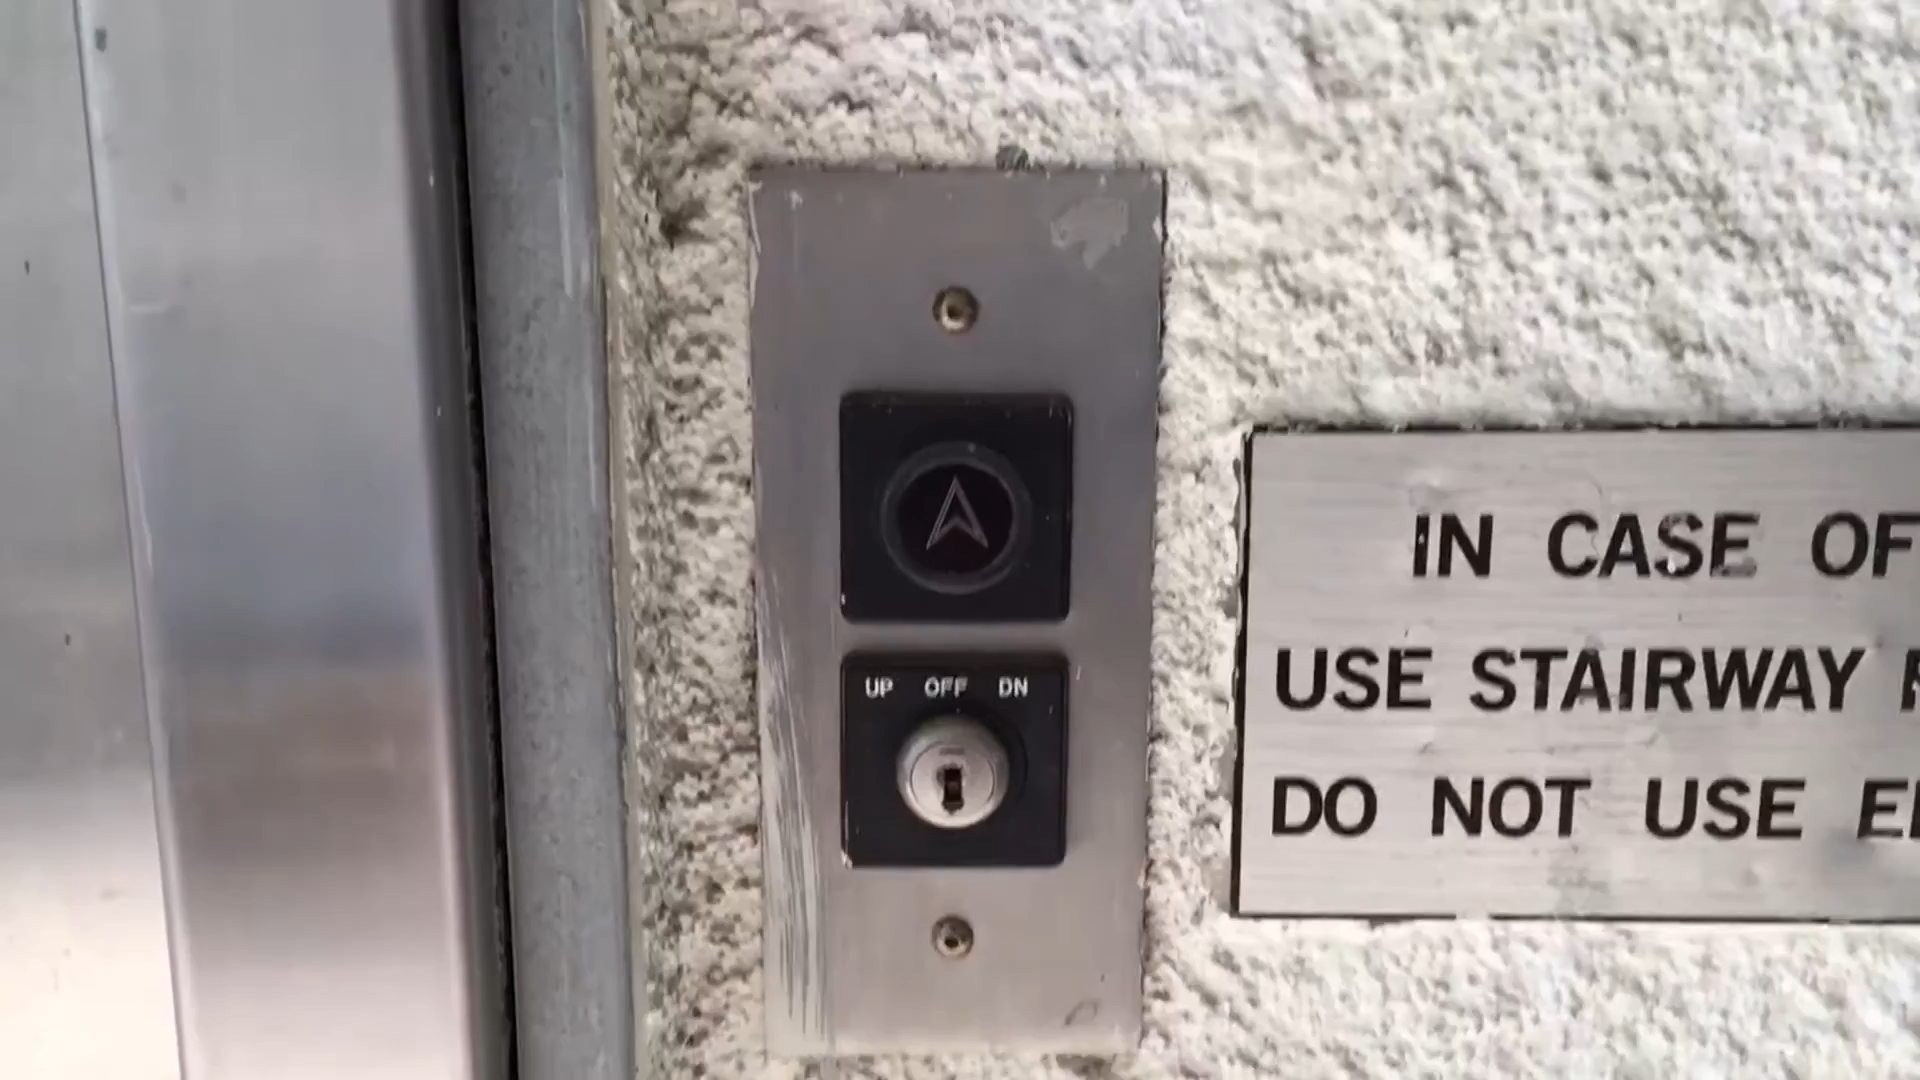 UP OFF DN
IN CASE OF
USE STAIRWAY
DO NOT USE